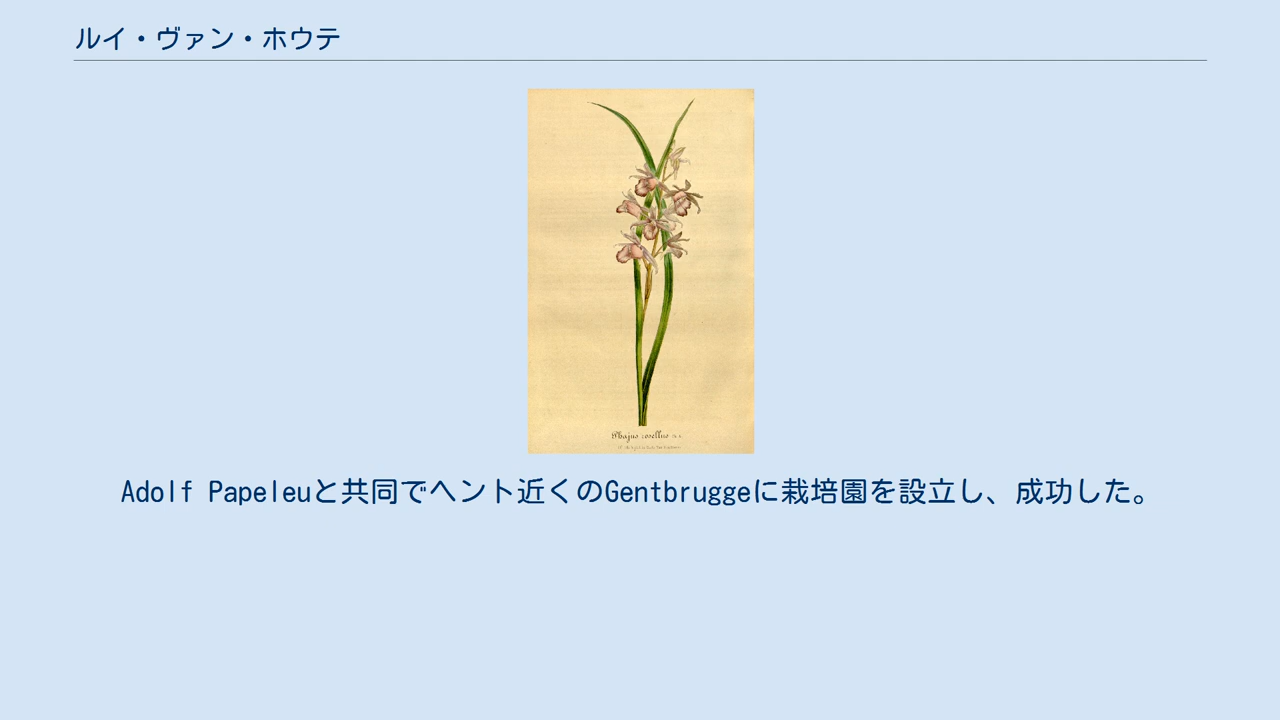 ルイ・ヴァン・ホウテ
Phajus rosellus
Adolf Papeleuと共同でヘント近くのGentbruggeに栽培園を設立し、成功した。